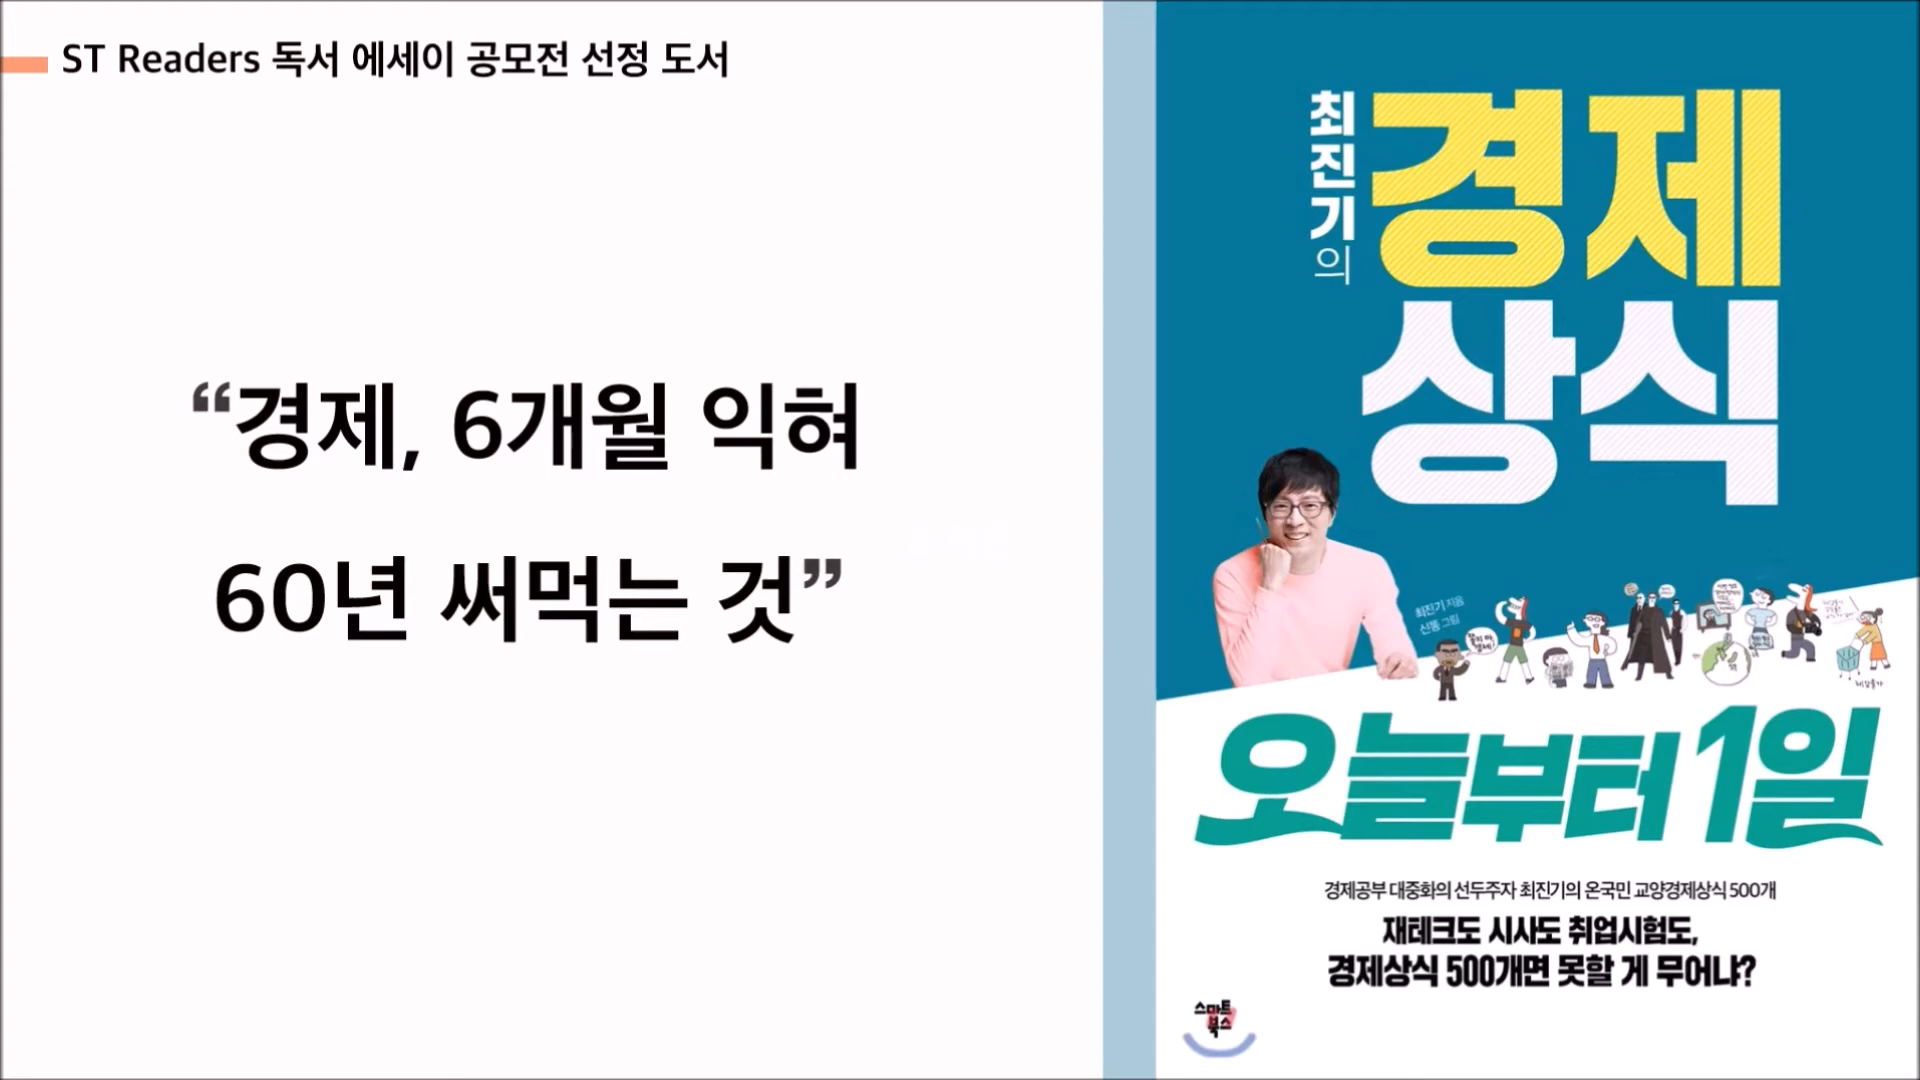 ST Readers 독서 에세이 공모전 선정 도서
“경제, 6개월 익혀
60년 써먹는 것”
최진기의
경제
상식
최진기 지음
신똥 그림
오늘부터 1일
경제공부 대중화의 선두주자 최진기의 온국민 교양경제상식 500개
재테크도 시사도 취업시험도,
경제상식 500개면 못할 게 무어냐?
스마트
북스